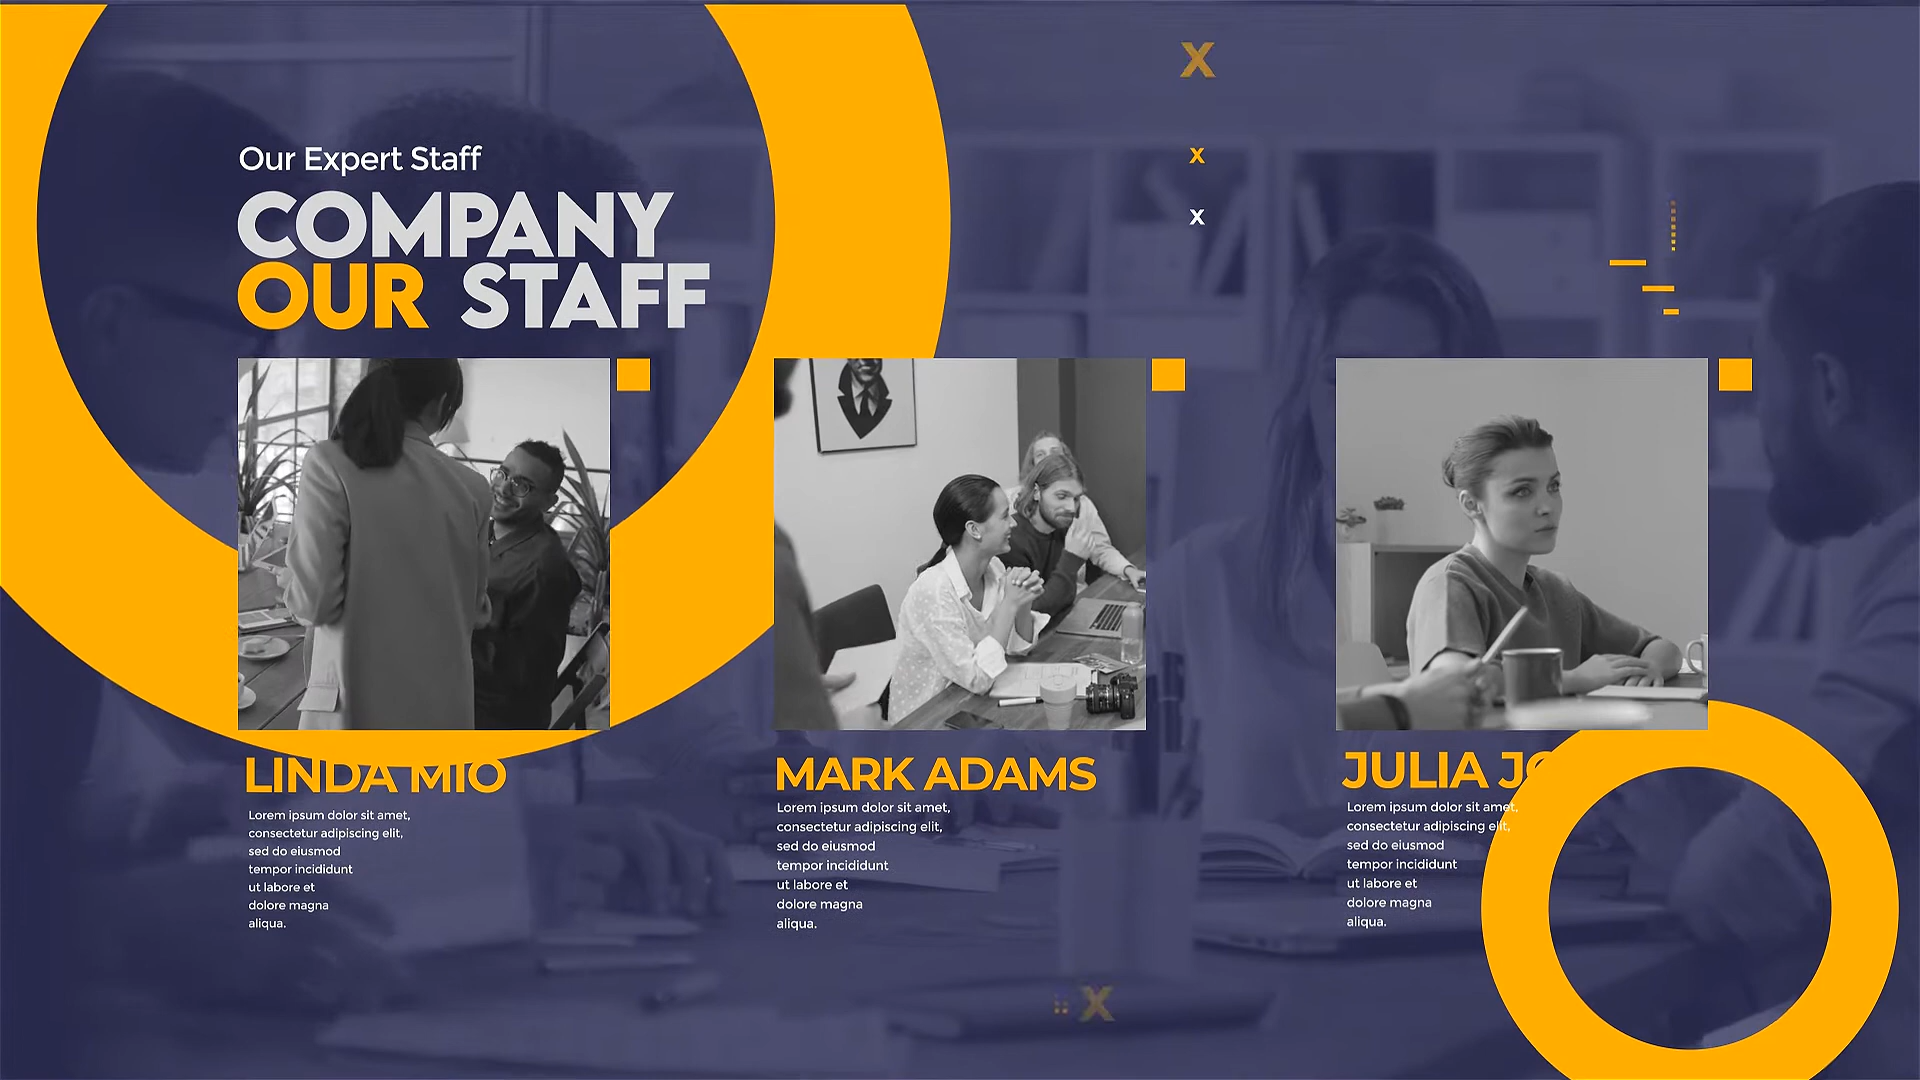 Our Expert Staff
COMPANY
OUR STAFF
LINDA MIO
Lorem ipsum dolor sit amet,
consectetur adipiscing elit,
sed do eiusmod
tempor incididunt
ut labore et
dolore magna
aliqua.
MARK ADAMS
Lorem ipsum dolor sit amet,
consectetur adipiscing elit,
sed do eiusmod
tempor incididunt
ut labore et
dolore magna
aliqua.
JULIA JO
Lorem ipsum dolor sit amet,
consectetur adipiscing elit,
sed do eiusmod
tempor incididunt
ut labore et
dolore magna
aliqua.